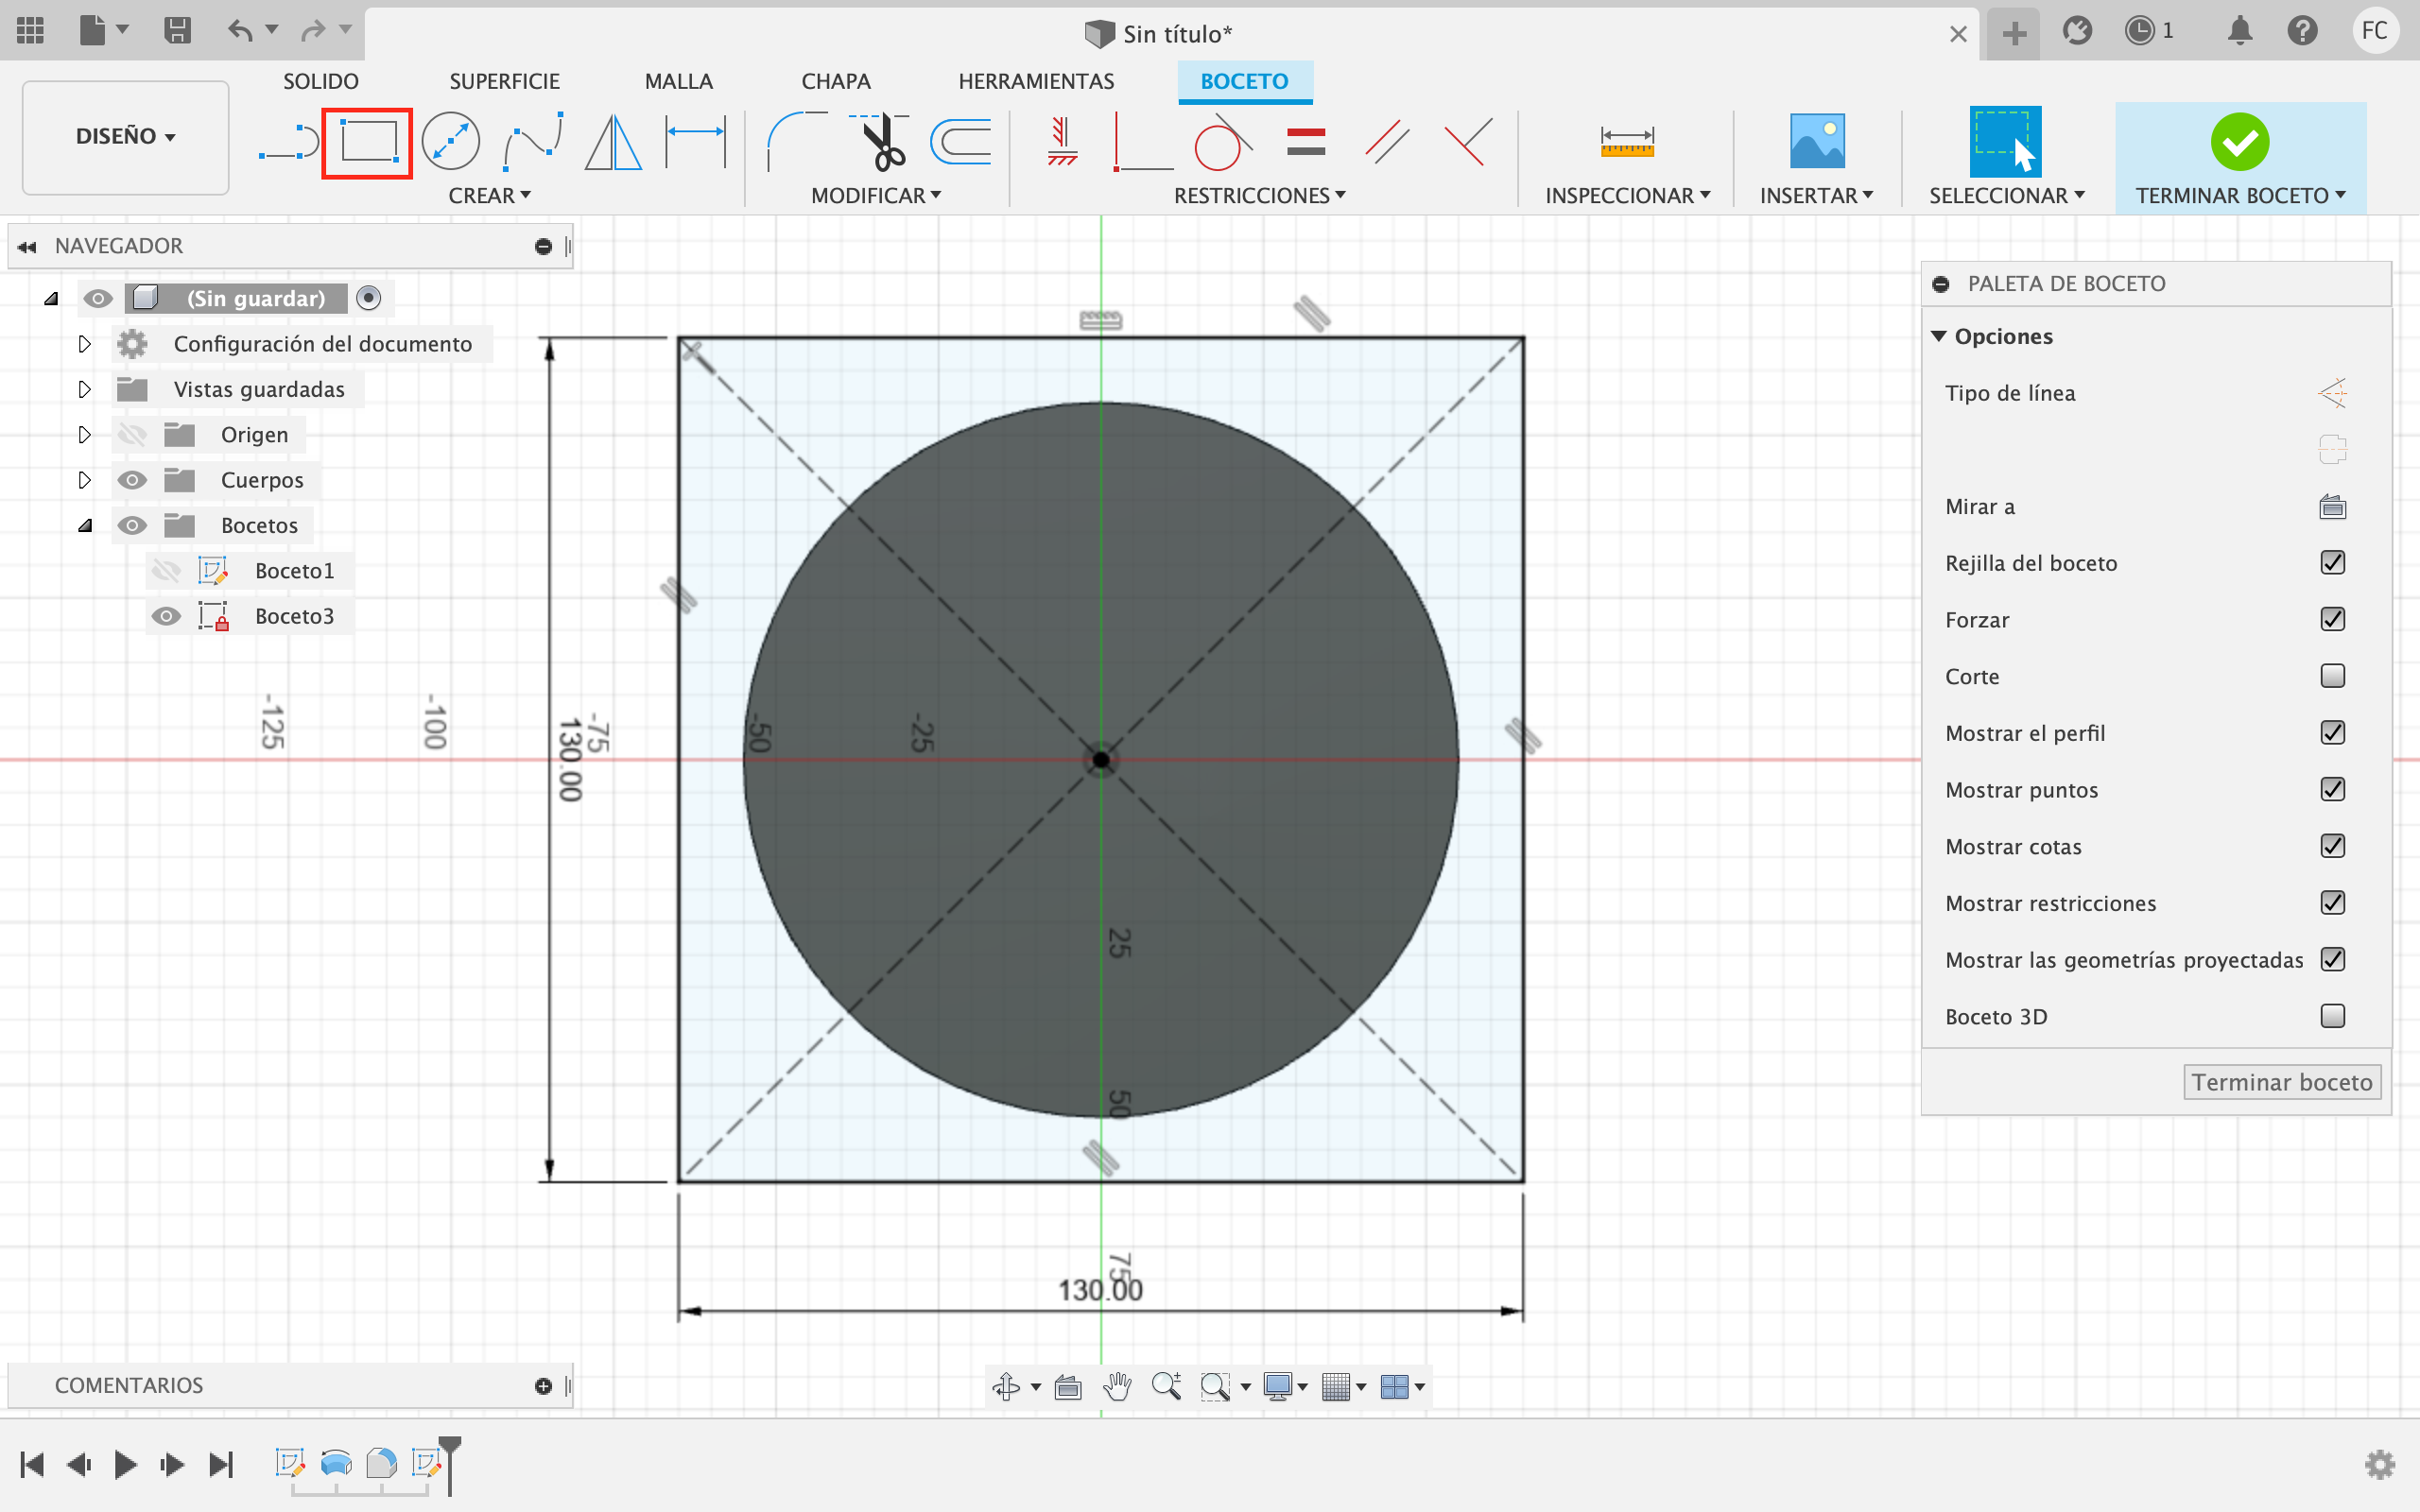 Sin título*
1
FC
DISEÑO
SOLIDO
SUPERFICIE
MALLA
CHAPA
HERRAMIENTAS
BOCETO
CREAR
MODIFICAR
RESTRICCIONES
INSPECCIONAR
INSERTAR
SELECCIONAR
TERMINAR BOCETO
NAVEGADOR
(Sin guardar)
Configuración del documento
Vistas guardadas
Origen
Cuerpos
Bocetos
Boceto1
Boceto3
-125
-100
-75
-50
-25
130.00
25
50
75
130.00
PALETA DE BOCETO
Opciones
Tipo de línea
Mirar a
Rejilla del boceto
Forzar
Corte
Mostrar el perfil
Mostrar puntos
Mostrar cotas
Mostrar restricciones
Mostrar las geometrías proyectadas
Boceto 3D
Terminar boceto
COMENTARIOS